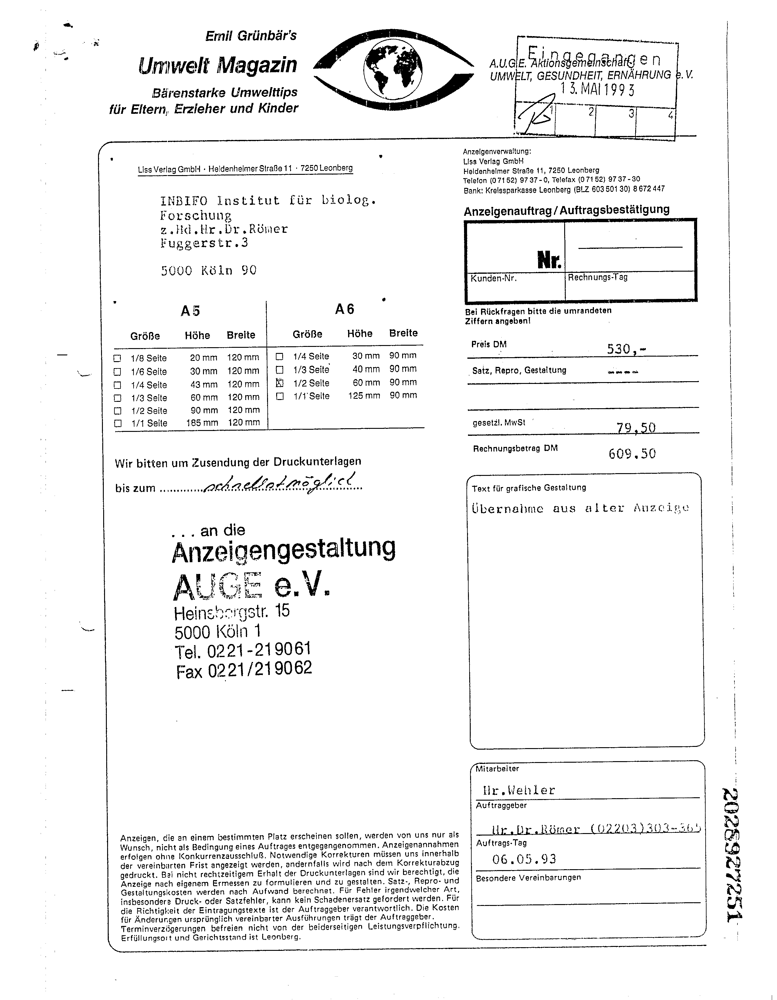 Emil Grünbär's
Umwelt Magazin
Bärenstarke Umwelttips
für Eltern, Erzieher und Kinder
A.U.G.E. Aktionsgemeinschaft
UMWELT, GESUNDHEIT, ERNÄHRUNG e. V.
Eingegangen
13. MAI 1993
1 2 3 4
Anzeigenverwaltung:
Liss Verlag GmbH
Heidenheimer Straße 11, 7250 Leonberg
Telefon (0 71 52) 97 37 - 0, Telefax (0 71 52) 97 37 - 30
Bank: Kreissparkasse Leonberg (BLZ 603 501 30) 8 672 447
Liss Verlag GmbH · Heidenheimer Straße 11 · 7250 Leonberg
INBIFO Institut für biolog.
Forschung
z.Hd.Hr.Dr.Römer
Fuggerstr.3
5000 Köln 90
Anzeigenauftrag / Auftragsbestätigung
Nr.
Kunden-Nr. Rechnungs-Tag
Bei Rückfragen bitte die umrandeten
Ziffern angeben!
A 5 A 6
Größe Höhe Breite Größe Höhe Breite
☐ 1/8 Seite 20 mm 120 mm ☐ 1/4 Seite 30 mm 90 mm
☐ 1/6 Seite 30 mm 120 mm ☐ 1/3 Seite 40 mm 90 mm
☐ 1/4 Seite 43 mm 120 mm ☒ 1/2 Seite 60 mm 90 mm
☐ 1/3 Seite 60 mm 120 mm ☐ 1/1 Seite 125 mm 90 mm
☐ 1/2 Seite 90 mm 120 mm
☐ 1/1 Seite 185 mm 120 mm
Preis DM 530,-
Satz, Repro, Gestaltung ----
gesetzl. MwSt 79,50
Rechnungsbetrag DM 609.50
Wir bitten um Zusendung der Druckunterlagen
bis zum schnellstmöglich
. . . an die
Anzeigengestaltung
AUGE e.V.
Heinsbergstr. 15
5000 Köln 1
Tel. 0221-219061
Fax 0221/219062
Text für grafische Gestaltung
Übernahme aus alter Anzeige
Mitarbeiter
Hr.Wehler
Auftraggeber
Hr.Dr.Römer (02203)303-365
Auftrags-Tag
06.05.93
Besondere Vereinbarungen
Anzeigen, die an einem bestimmten Platz erscheinen sollen, werden von uns nur als
Wunsch, nicht als Bedingung eines Auftrages entgegengenommen. Anzeigenannahmen
erfolgen ohne Konkurrenzausschluß. Notwendige Korrekturen müssen uns innerhalb
der vereinbarten Frist angezeigt werden, andernfalls wird nach dem Korrekturabzug
gedruckt. Bei nicht rechtzeitigem Erhalt der Druckunterlagen sind wir berechtigt, die
Anzeige nach eigenem Ermessen zu formulieren und zu gestalten. Satz-, Repro- und
Gestaltungskosten werden nach Aufwand berechnet. Für Fehler irgendwelcher Art,
insbesondere Druck- oder Satzfehler, kann kein Schadenersatz gefordert werden. Für
die Richtigkeit der Eintragungstexte ist der Auftraggeber verantwortlich. Die Kosten
für Änderungen ursprünglich vereinbarter Ausführungen trägt der Auftraggeber.
Terminverzögerungen befreien nicht von der beiderseitigen Leistungsverpflichtung.
Erfüllungsort und Gerichtsstand ist Leonberg.
2028927251